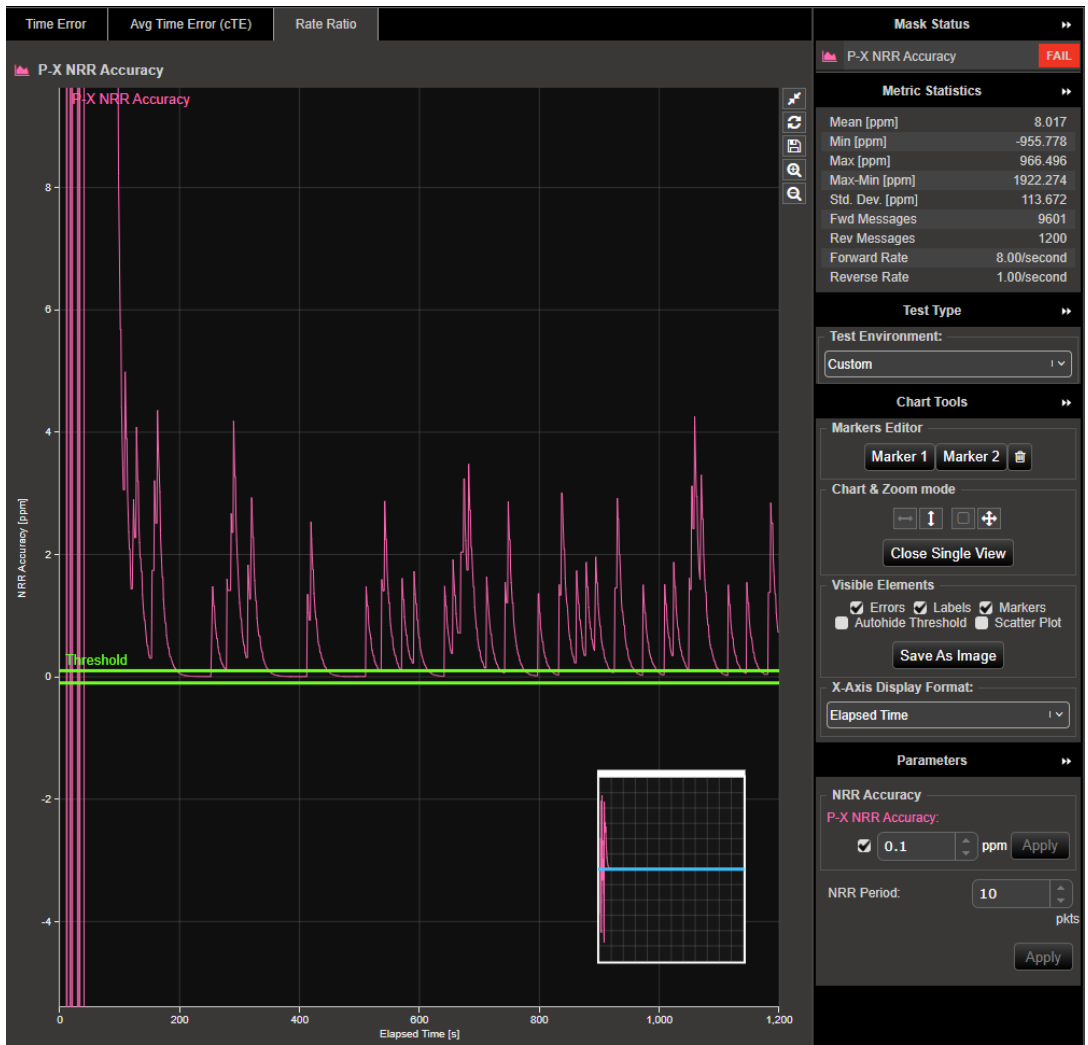 Time Error Avg Time Error (cTE) Rate Ratio
P-X NRR Accuracy
P-X NRR Accuracy
8
6
4
2
0
-2
-4
NRR Accuracy [ppm]
Threshold
0 200 400 600 800 1,000 1,200
Elapsed Time [s]
Mask Status
P-X NRR Accuracy FAIL
Metric Statistics
Mean [ppm] 8.017
Min [ppm] -955.778
Max [ppm] 966.496
Max-Min [ppm] 1922.274
Std. Dev. [ppm] 113.672
Fwd Messages 9601
Rev Messages 1200
Forward Rate 8.00/second
Reverse Rate 1.00/second
Test Type
Test Environment:
Custom
Chart Tools
Markers Editor
Marker 1 Marker 2
Chart & Zoom mode
Close Single View
Visible Elements
Errors Labels Markers
Autohide Threshold Scatter Plot
Save As Image
X-Axis Display Format:
Elapsed Time
Parameters
NRR Accuracy
P-X NRR Accuracy:
0.1 ppm Apply
NRR Period: 10
pkts
Apply